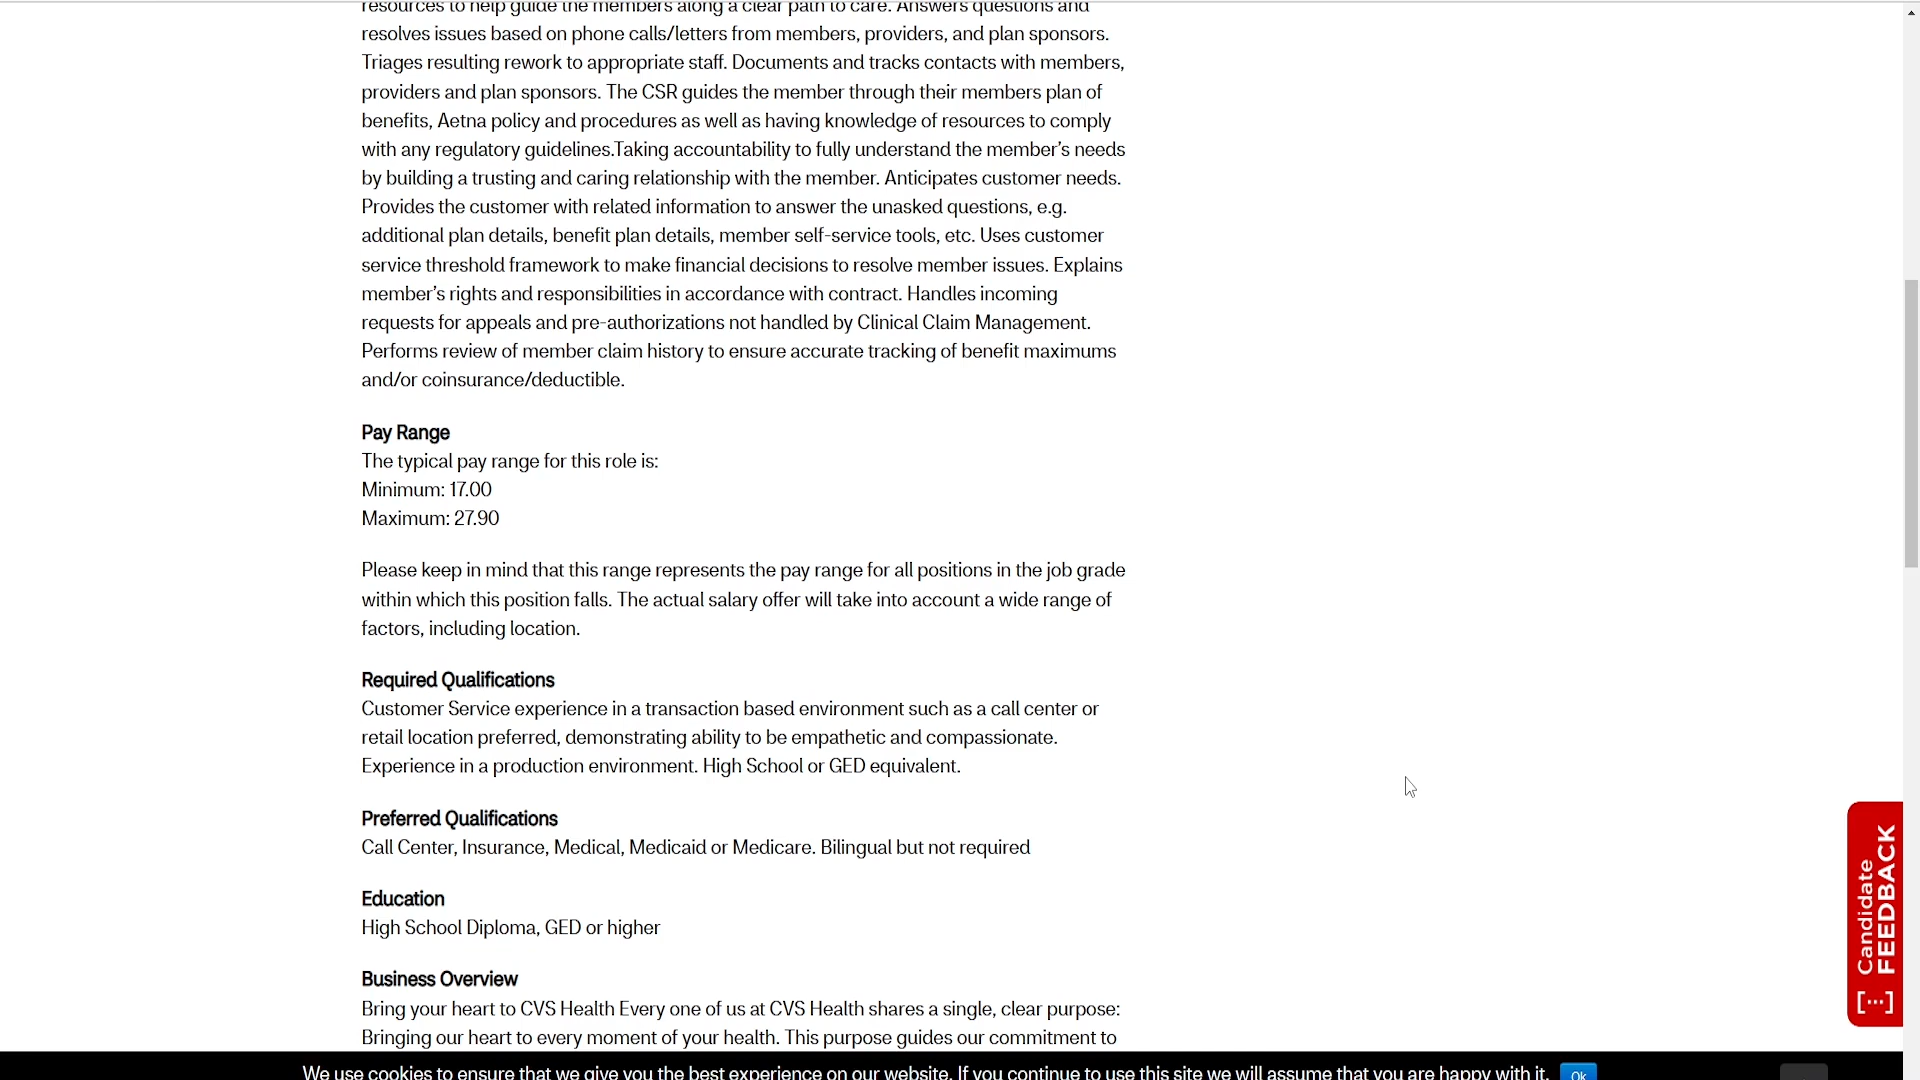 resources to help guide the members along a clear path to care. Answers questions and
resolves issues based on phone calls/letters from members, providers, and plan sponsors.
Triages resulting rework to appropriate staff. Documents and tracks contacts with members,
providers and plan sponsors. The CSR guides the member through their members plan of
benefits, Aetna policy and procedures as well as having knowledge of resources to comply
with any regulatory guidelines.Taking accountability to fully understand the member’s needs
by building a trusting and caring relationship with the member. Anticipates customer needs.
Provides the customer with related information to answer the unasked questions, e.g.
additional plan details, benefit plan details, member self-service tools, etc. Uses customer
service threshold framework to make financial decisions to resolve member issues. Explains
member’s rights and responsibilities in accordance with contract. Handles incoming
requests for appeals and pre-authorizations not handled by Clinical Claim Management.
Performs review of member claim history to ensure accurate tracking of benefit maximums
and/or coinsurance/deductible.
Pay Range
The typical pay range for this role is:
Minimum: 17.00
Maximum: 27.90
Please keep in mind that this range represents the pay range for all positions in the job grade
within which this position falls. The actual salary offer will take into account a wide range of
factors, including location.
Required Qualifications
Customer Service experience in a transaction based environment such as a call center or
retail location preferred, demonstrating ability to be empathetic and compassionate.
Experience in a production environment. High School or GED equivalent.
Preferred Qualifications
Call Center, Insurance, Medical, Medicaid or Medicare. Bilingual but not required
Education
High School Diploma, GED or higher
Business Overview
Bring your heart to CVS Health Every one of us at CVS Health shares a single, clear purpose:
Bringing our heart to every moment of your health. This purpose guides our commitment to
Candidate
FEEDBACK
[...]
We use cookies to ensure that we give you the best experience on our website. If you continue to use this site we will assume that you are happy with it.
Ok